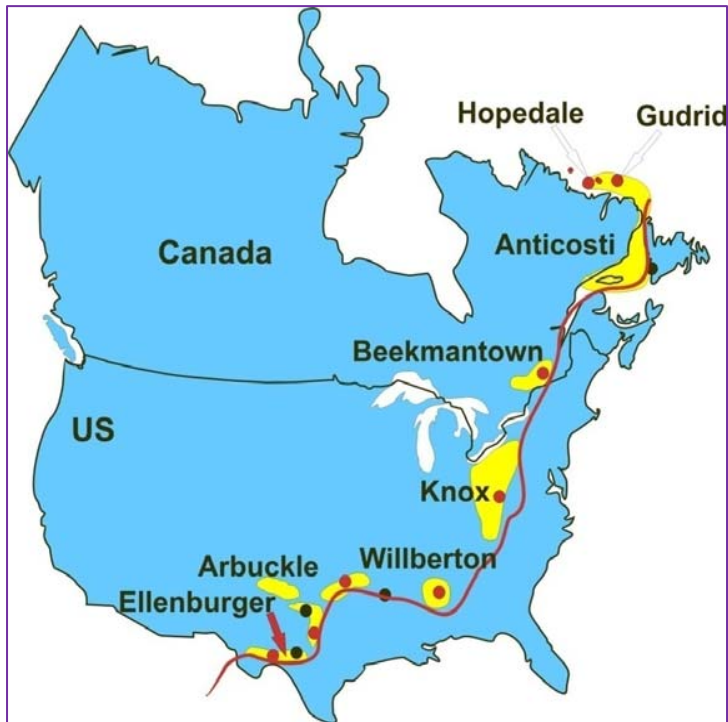 Hopedale
Gudrid
Canada
Anticosti
Beekmantown
US
Knox
Arbuckle
Willberton
Ellenburger